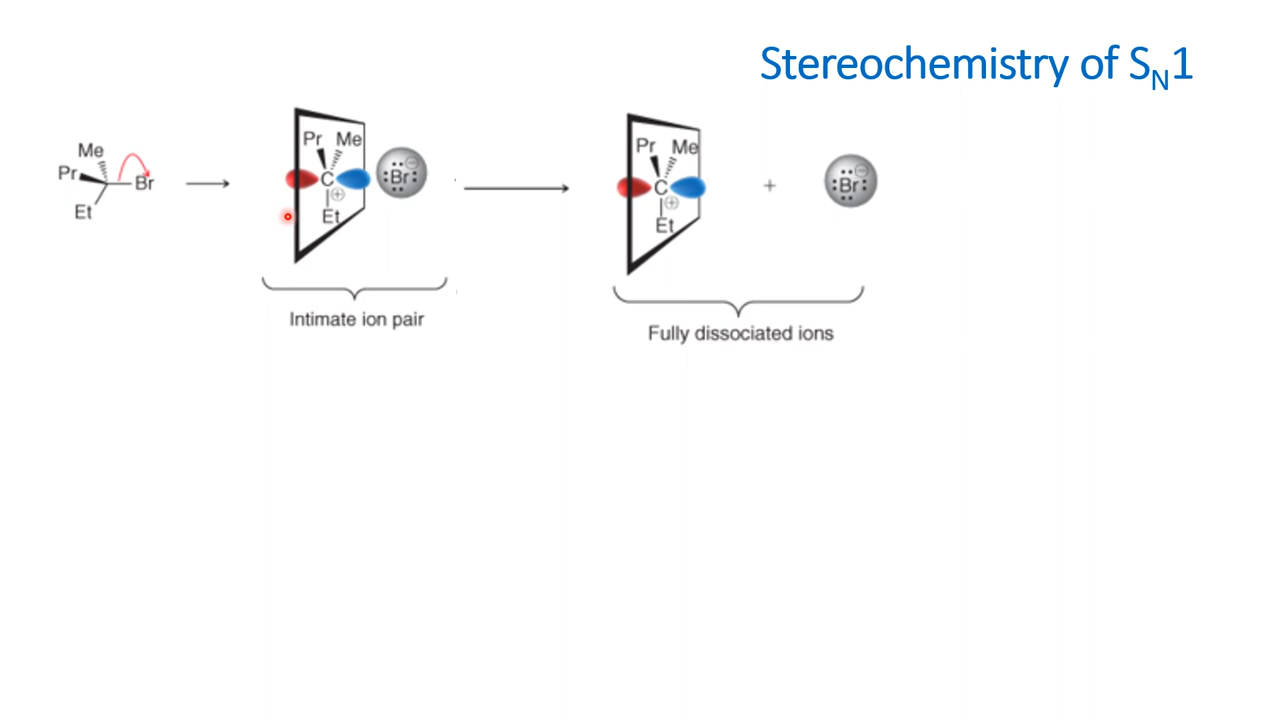 Stereochemistry of SN1
Me
Pr
Br
Et
Pr Me
C
⊕
Et
:Br:
⊖
Pr Me
C
⊕
Et
+
:Br:
⊖
Intimate ion pair
Fully dissociated ions